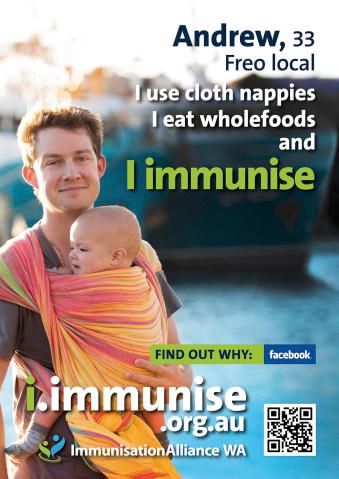 Andrew, 33
Freo local
I use cloth nappies
I eat wholefoods
and
I immunise
FIND OUT WHY: facebook.
i.immunise
.org.au
ImmunisationAlliance WA